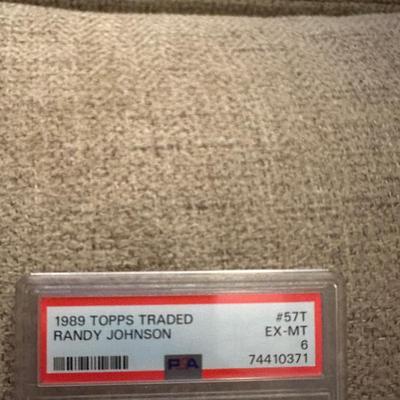 1989 TOPPS TRADED #57T
RANDY JOHNSON EX-MT
6
PSA 74410371